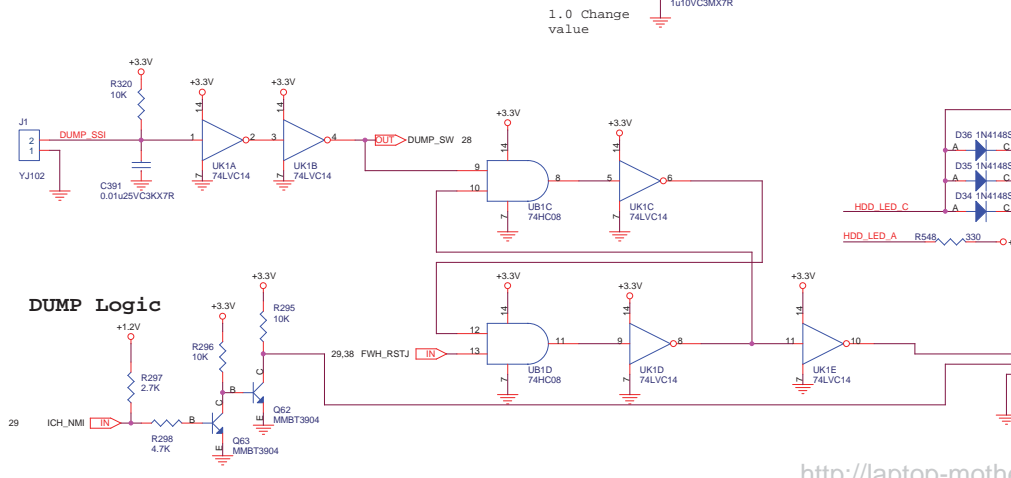 1u10VC3MX7R
1.0 Change
value
+3.3V
R320
10K
J1
2
1
YJ102
DUMP_SSI
C391
0.01u25VC3KX7R
+3.3V
14
1
2
7
UK1A
74LVC14
+3.3V
14
3
4
7
UK1B
74LVC14
OUT
DUMP_SW 28
+3.3V
14
9
10
8
7
UB1C
74HC08
+3.3V
14
5
6
7
UK1C
74LVC14
D36 1N4148S
A
C
D35 1N4148S
A
C
D34 1N4148S
A
C
HDD_LED_C
HDD_LED_A
R548
330
DUMP Logic
+1.2V
R297
2.7K
29
ICH_NMI
IN
R298
4.7K
+3.3V
R296
10K
B
C
E
Q63
MMBT3904
+3.3V
R295
10K
B
C
E
Q62
MMBT3904
29,38 FWH_RSTJ
IN
+3.3V
14
12
13
11
7
UB1D
74HC08
+3.3V
14
9
8
7
UK1D
74LVC14
+3.3V
14
11
10
7
UK1E
74LVC14
http://laptop-mothe